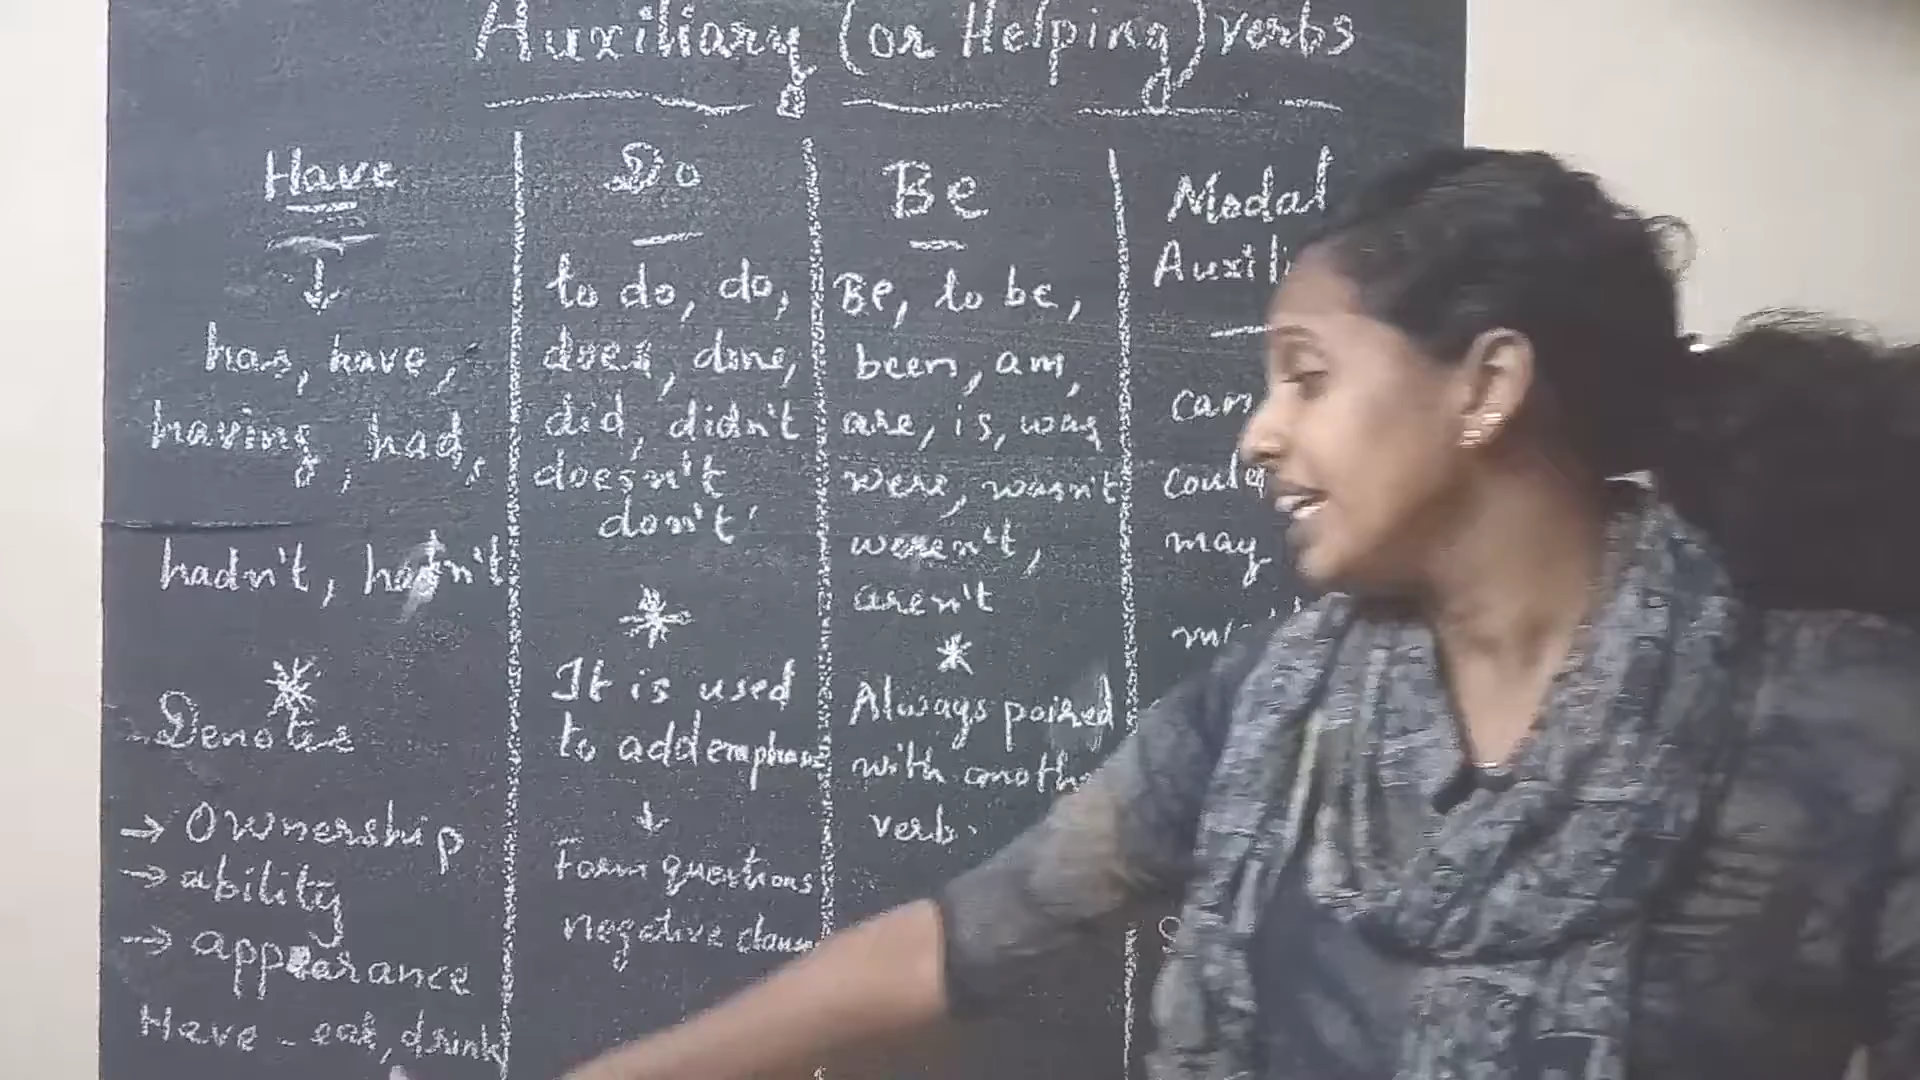 Auxiliary (or Helping) verbs
Have
has, have,
having, had,
hadn't, hadn't
Denotes
→ Ownership
→ ability
→ appearance
Have - eat, drink
Do
to do, do,
does, done,
did, didn't
doesn't
don't
It is used
to add emphasis
↓
Form questions
negative clause
Be
Be, to be,
been, am,
are, is, was
were, wasn't
weren't,
aren't
Always paired
with
verb.
Modal
can
may